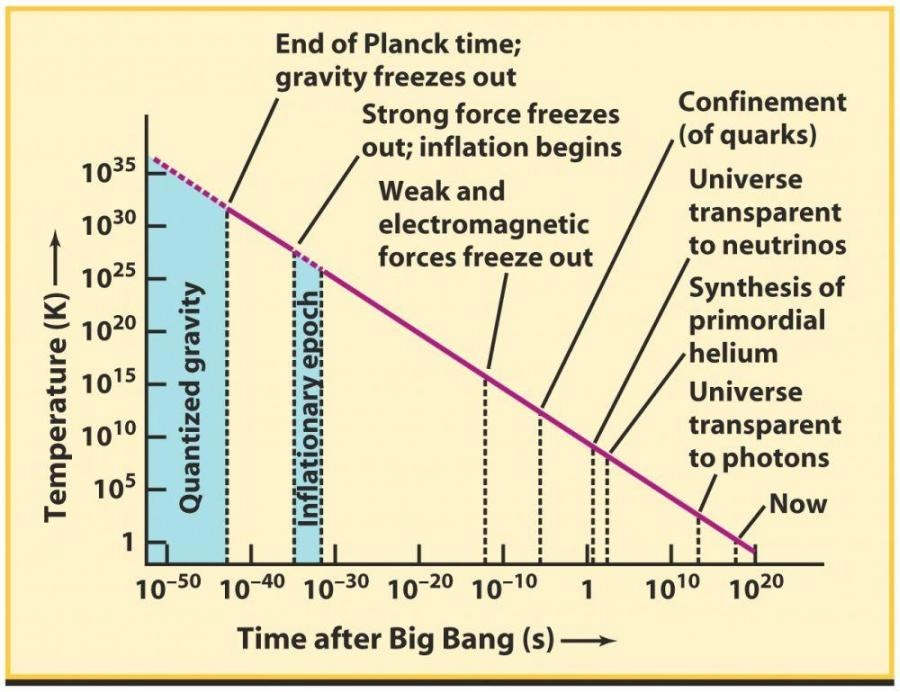 End of Planck time;
gravity freezes out
Strong force freezes
out; inflation begins
Weak and
electromagnetic
forces freeze out
Confinement
(of quarks)
Universe
transparent
to neutrinos
Synthesis of
primordial
helium
Universe
transparent
to photons
Now
Temperature (K)
10³⁵
10³⁰
10²⁵
10²⁰
10¹⁵
10¹⁰
10⁵
1
Quantized gravity
Inflationary epoch
10⁻⁵⁰ 10⁻⁴⁰ 10⁻³⁰ 10⁻²⁰ 10⁻¹⁰ 1 10¹⁰ 10²⁰
Time after Big Bang (s)